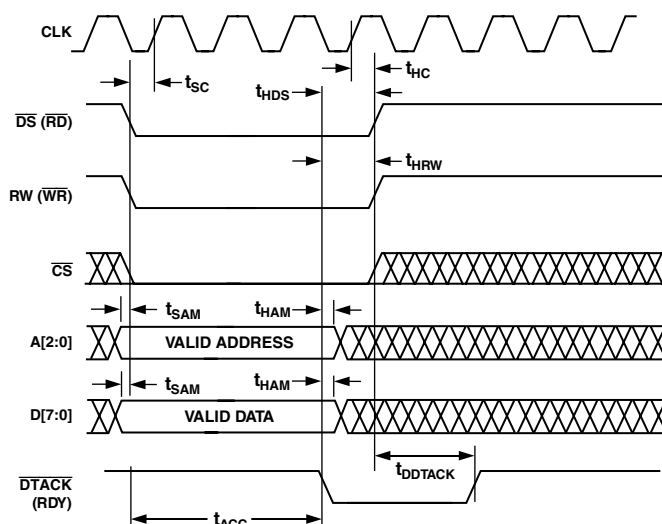 CLK
tSC
tHC
tHDS
DS (RD)
tHRW
RW (WR)
CS
tSAM
tHAM
A[2:0]
VALID ADDRESS
tSAM
tHAM
D[7:0]
VALID DATA
tDDTACK
DTACK
(RDY)
tACC